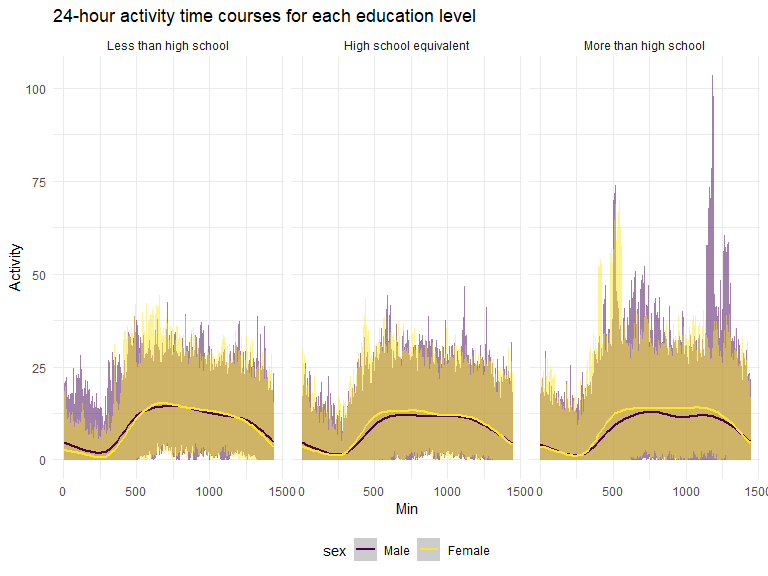 24-hour activity time courses for each education level
Less than high school
High school equivalent
More than high school
100
75
50
25
0
Activity
0 500 1000 1500
0 500 1000 1500
0 500 1000 1500
Min
sex Male Female